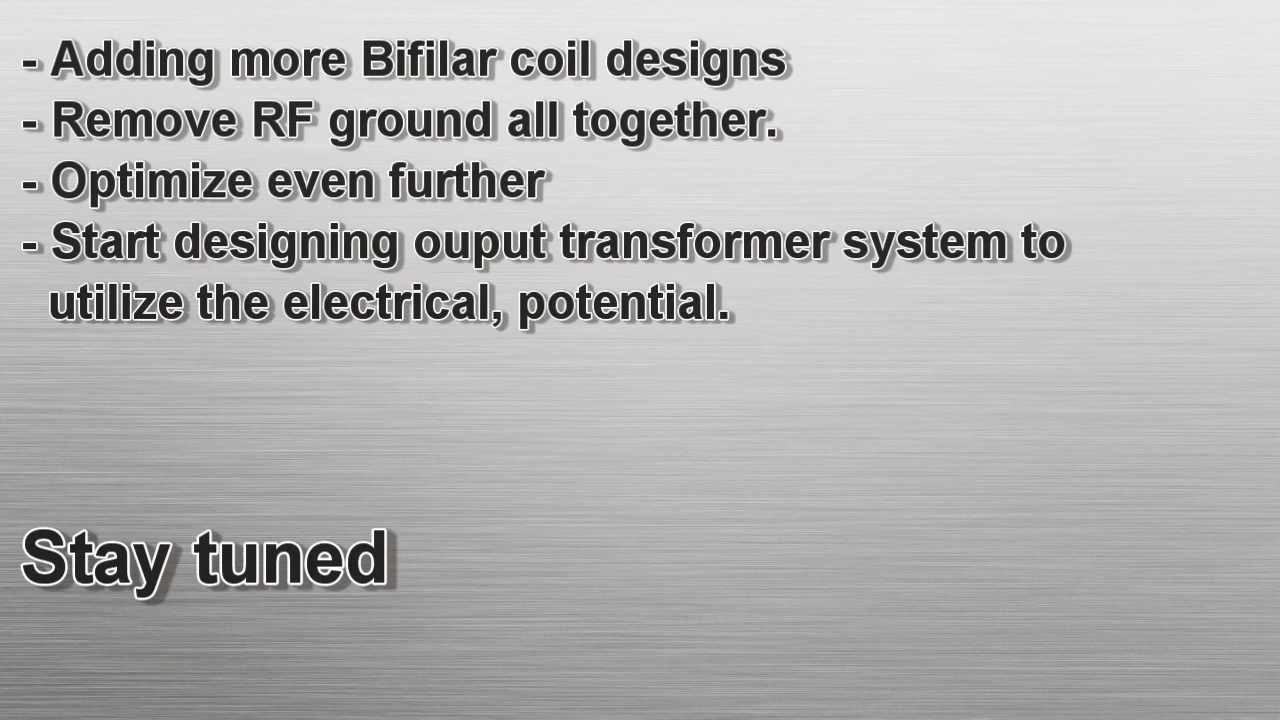 - Adding more Bifilar coil designs
- Remove RF ground all together.
- Optimize even further
- Start designing ouput transformer system to
utilize the electrical, potential.
Stay tuned